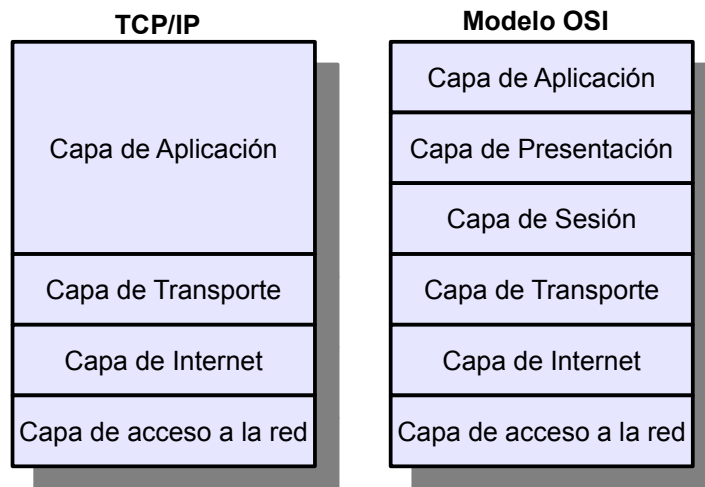 TCP/IP
Capa de Aplicación
Capa de Transporte
Capa de Internet
Capa de acceso a la red
Modelo OSI
Capa de Aplicación
Capa de Presentación
Capa de Sesión
Capa de Transporte
Capa de Internet
Capa de acceso a la red